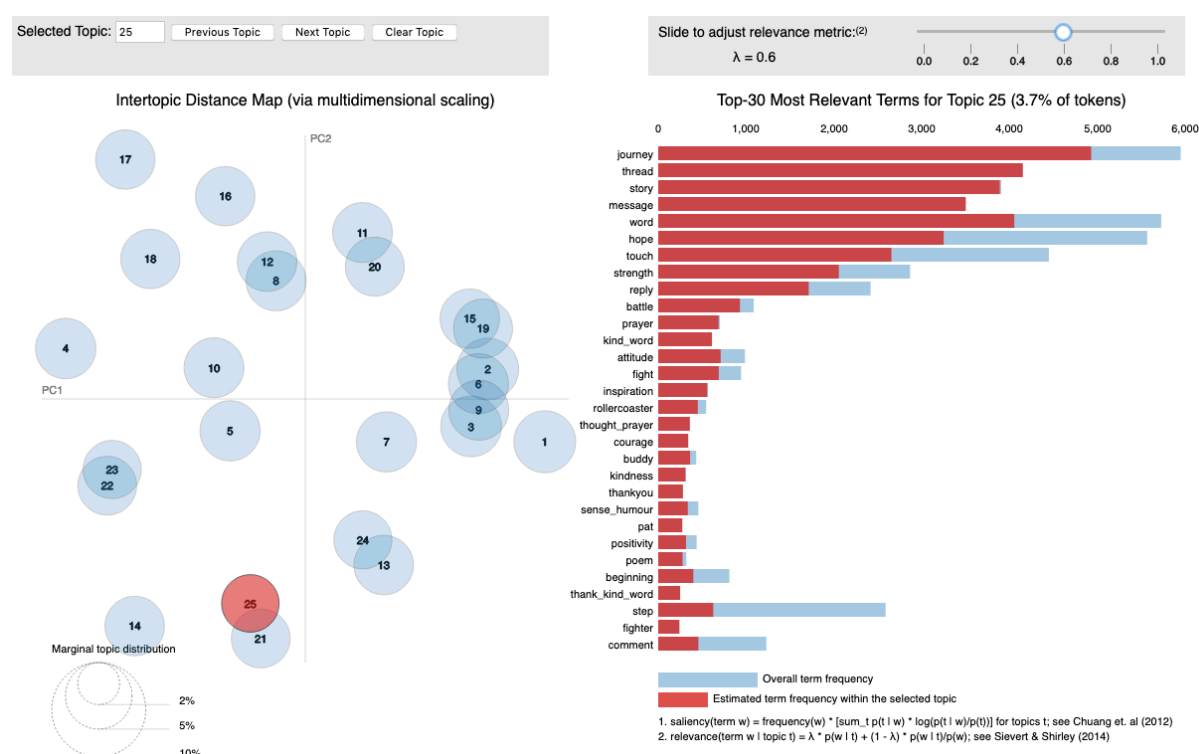 Selected Topic: 25 Previous Topic Next Topic Clear Topic
Slide to adjust relevance metric:(2)
λ = 0.6
0.0 0.2 0.4 0.6 0.8 1.0
Intertopic Distance Map (via multidimensional scaling)
PC2
PC1
17
16
11
18
12
20
8
15
19
4
10
2
6
9
5
3
7
1
23
22
24
13
25
14
21
Marginal topic distribution
2%
5%
10%
Top-30 Most Relevant Terms for Topic 25 (3.7% of tokens)
0 1,000 2,000 3,000 4,000 5,000 6,000
journey
thread
story
message
word
hope
touch
strength
reply
battle
prayer
kind_word
attitude
fight
inspiration
rollercoaster
thought_prayer
courage
buddy
kindness
thankyou
sense_humour
pat
positivity
poem
beginning
thank_kind_word
step
fighter
comment
Overall term frequency
Estimated term frequency within the selected topic
1. saliency(term w) = frequency(w) * [sum_t p(t | w) * log(p(t | w)/p(t))] for topics t; see Chuang et. al (2012)
2. relevance(term w | topic t) = λ * p(w | t) + (1 - λ) * p(w | t)/p(w); see Sievert & Shirley (2014)